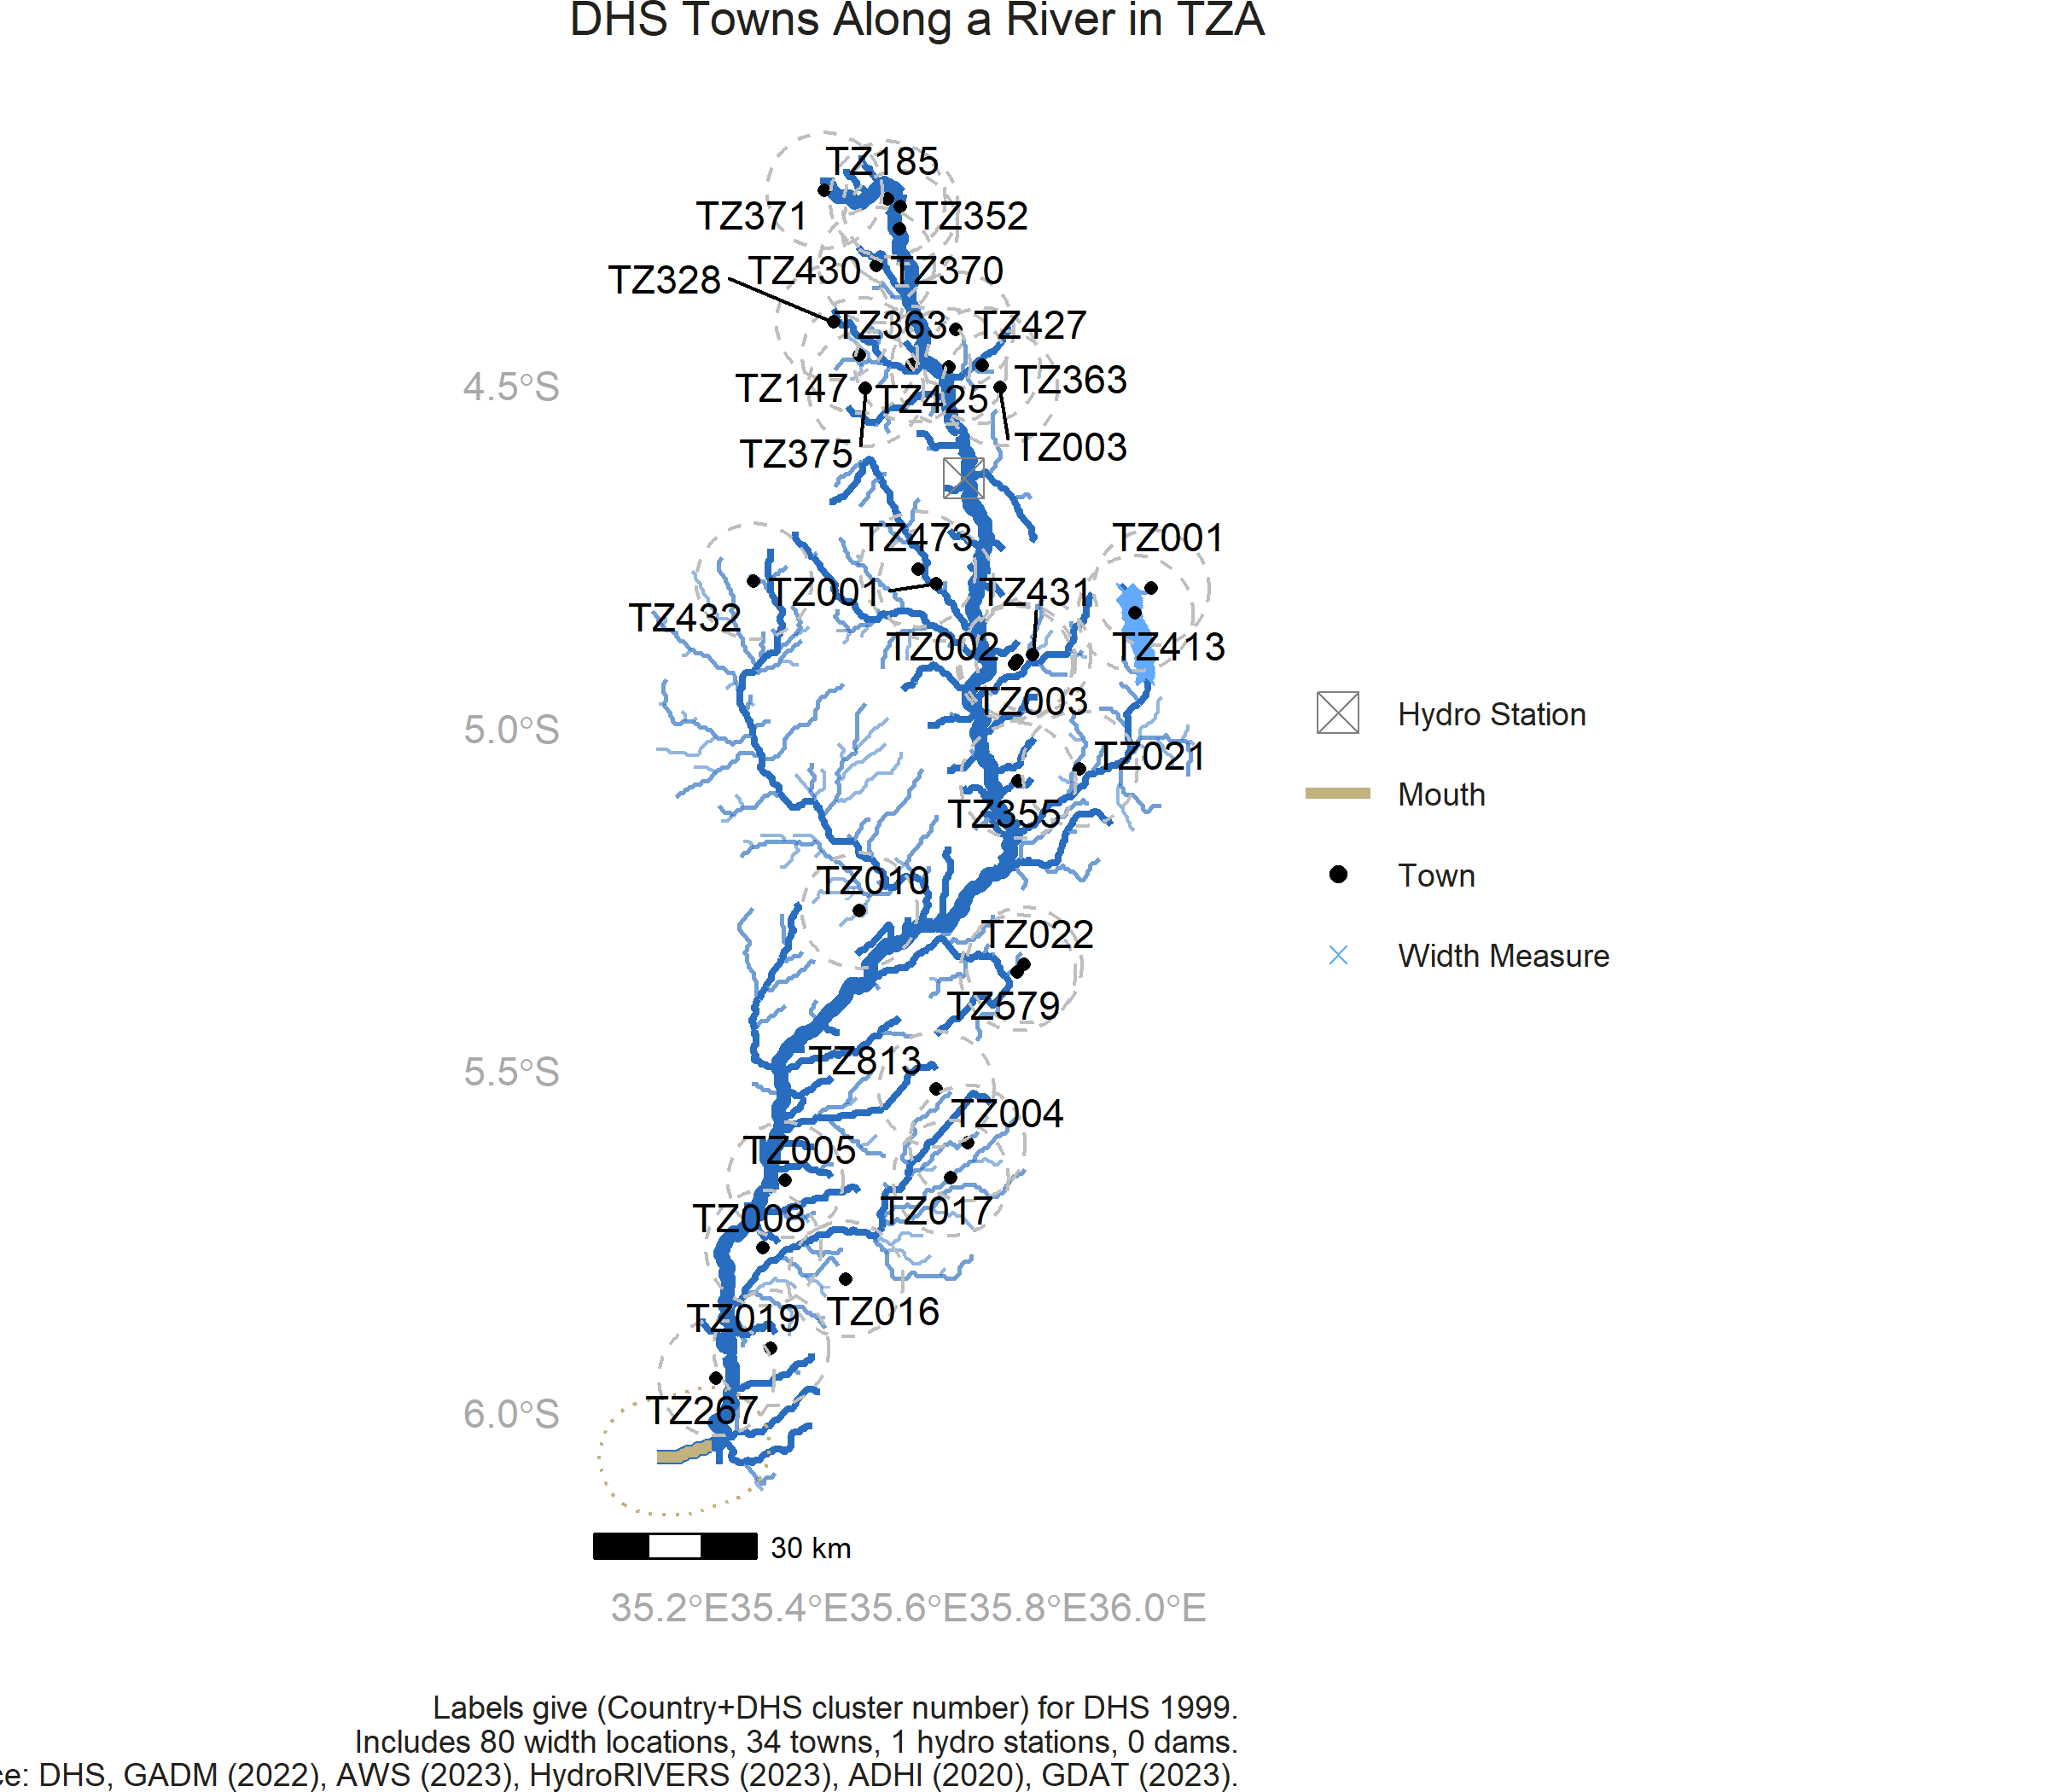 DHS Towns Along a River in TZA
TZ185
TZ371
TZ352
TZ430
TZ370
TZ328
TZ363
TZ427
4.5°S
TZ147
TZ425
TZ363
TZ375
TZ003
TZ473
TZ001
TZ001
TZ431
TZ432
TZ002
TZ413
TZ003
5.0°S
TZ021
TZ355
TZ010
TZ022
TZ579
5.5°S
TZ813
TZ004
TZ005
TZ017
TZ008
TZ016
TZ019
6.0°S
TZ267
30 km
35.2°E35.4°E35.6°E35.8°E36.0°E
Hydro Station
Mouth
Town
Width Measure
Labels give (Country+DHS cluster number) for DHS 1999.
Includes 80 width locations, 34 towns, 1 hydro stations, 0 dams.
ce: DHS, GADM (2022), AWS (2023), HydroRIVERS (2023), ADHI (2020), GDAT (2023).